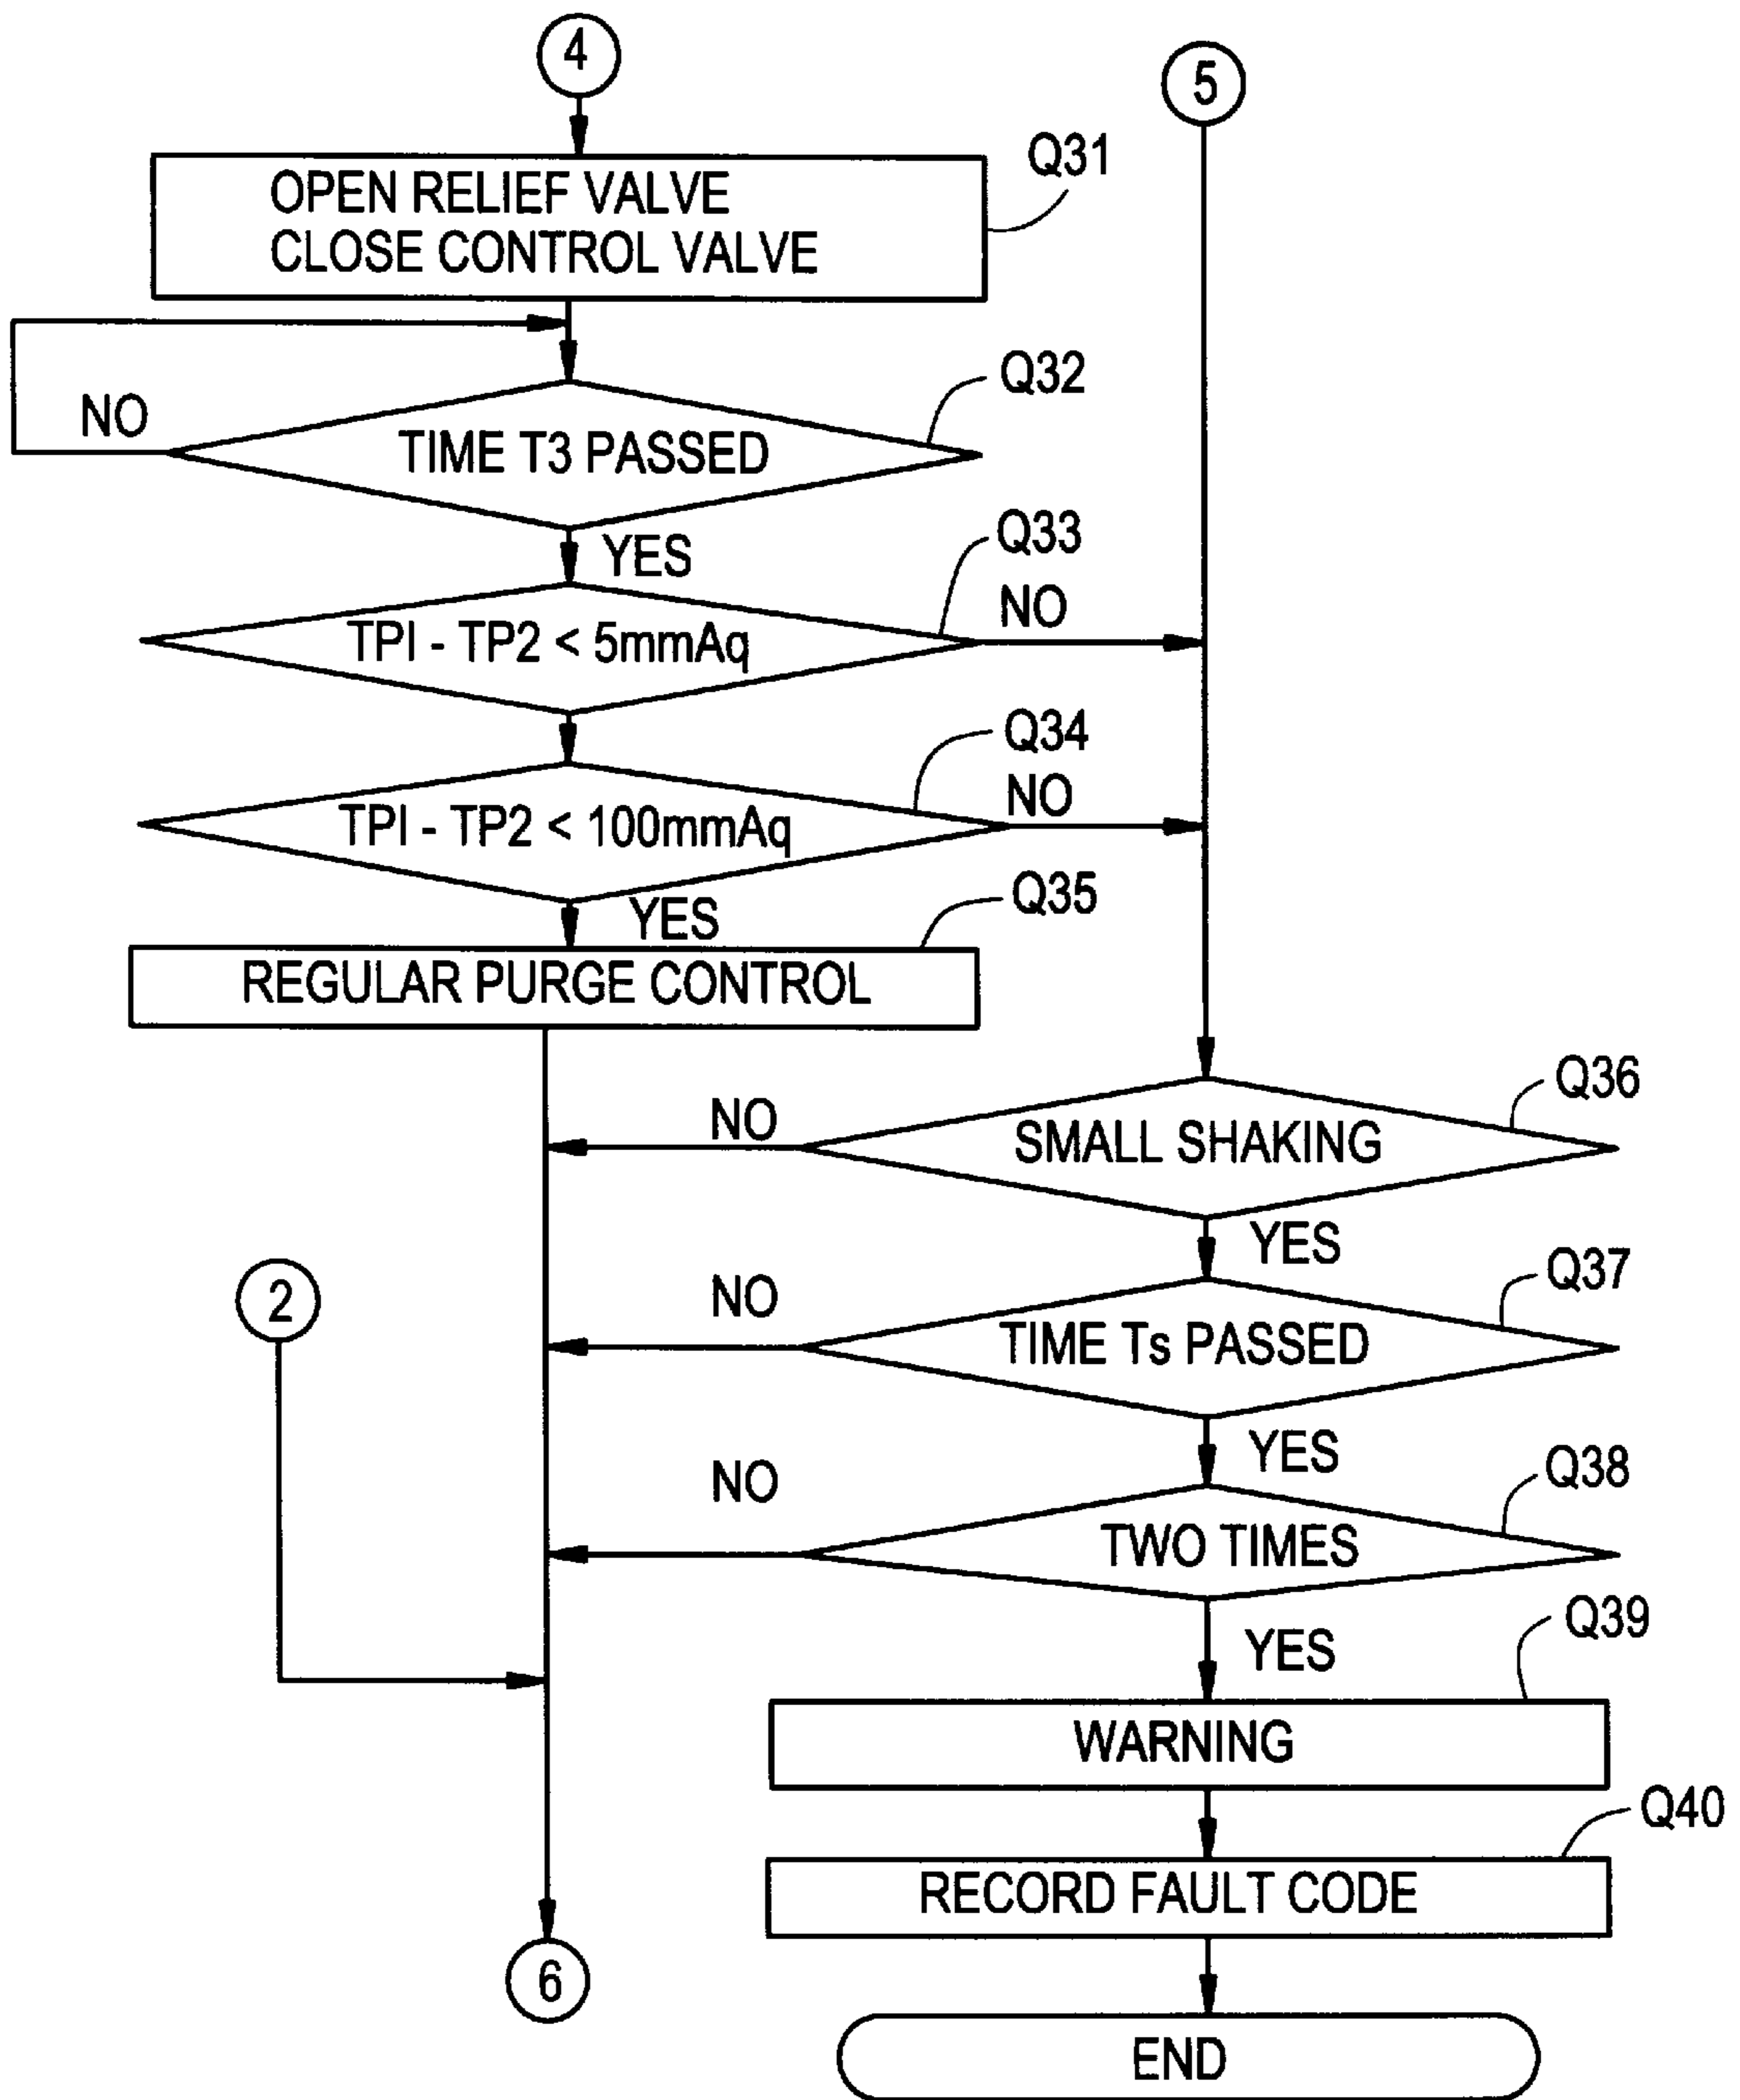 4
5
Q31
OPEN RELIEF VALVE
CLOSE CONTROL VALVE
Q32
NO
TIME T3 PASSED
YES
Q33
NO
TPI - TP2 < 5mmAq
Q34
NO
TPI - TP2 < 100mmAq
YES
Q35
REGULAR PURGE CONTROL
Q36
NO
SMALL SHAKING
YES
2
Q37
NO
TIME Ts PASSED
YES
Q38
NO
TWO TIMES
YES
Q39
WARNING
Q40
RECORD FAULT CODE
6
END